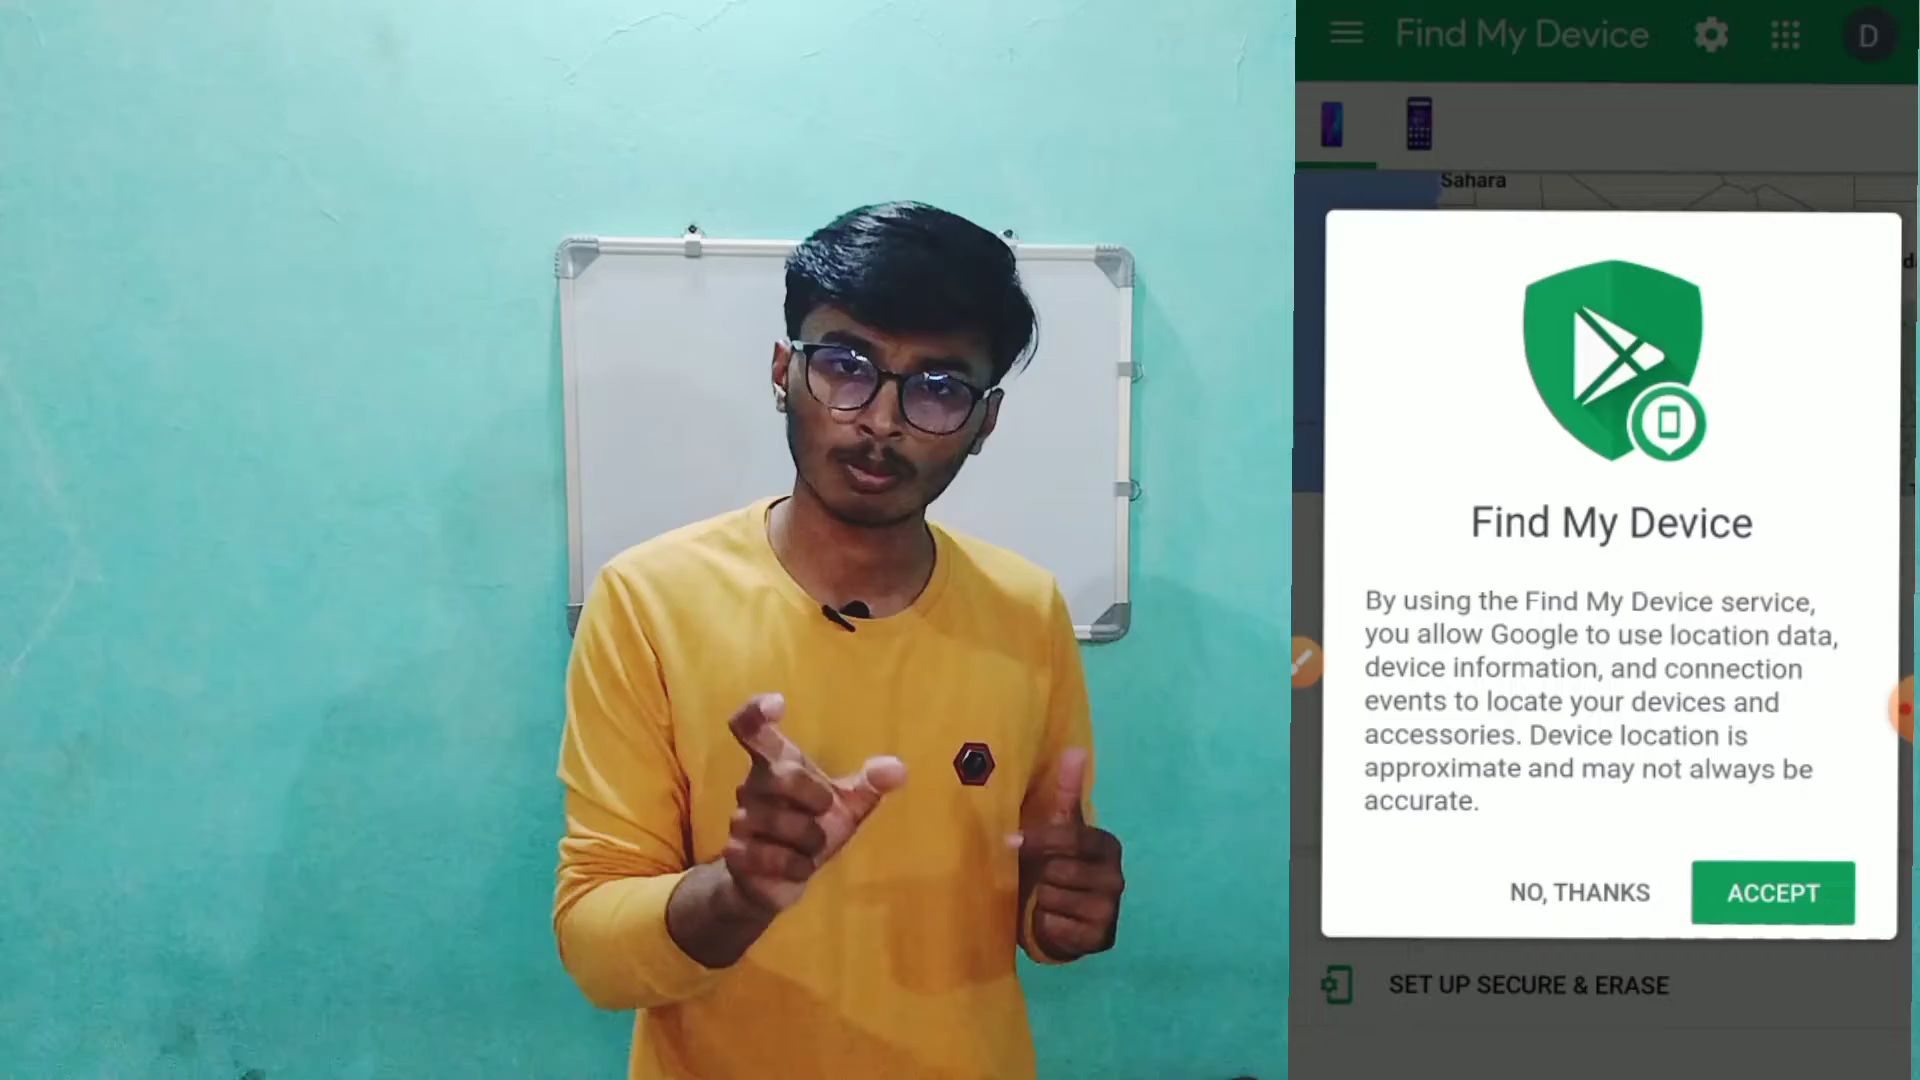 Find My Device
D
Sahara
Find My Device
By using the Find My Device service,
you allow Google to use location data,
device information, and connection
events to locate your devices and
accessories. Device location is
approximate and may not always be
accurate.
NO, THANKS
ACCEPT
SET UP SECURE & ERASE